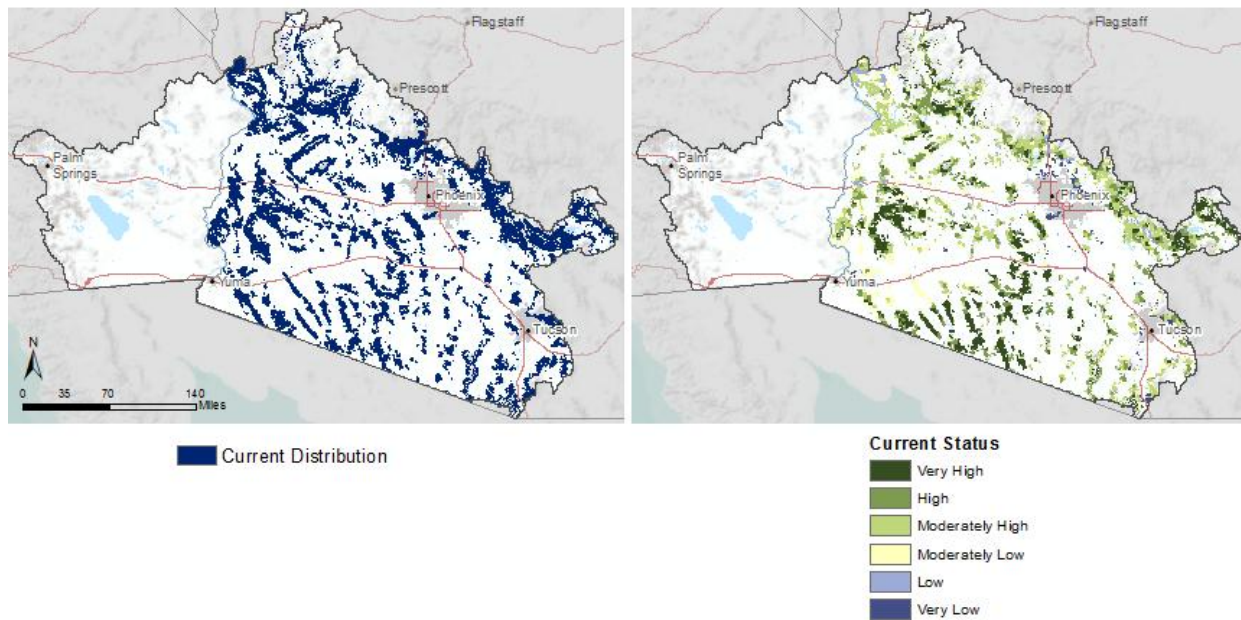 Flagstaff
Prescott
Palm
Springs
Phoenix
Yuma
Tucson
N
0 35 70 140
Miles
Current Distribution
Flagstaff
Prescott
Palm
Springs
Phoenix
Yuma
Tucson
Current Status
Very High
High
Moderately High
Moderately Low
Low
Very Low